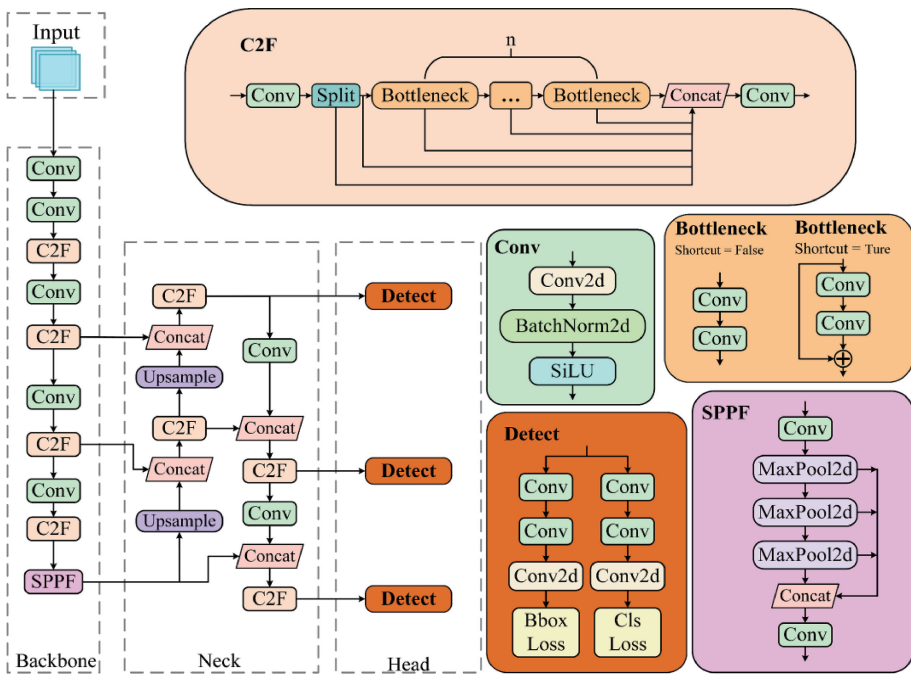 Input
Conv
Conv
C2F
Conv
C2F
Conv
C2F
Conv
C2F
SPPF
Backbone
C2F
Concat
Upsample
C2F
Concat
Upsample
Conv
Concat
C2F
Conv
Concat
C2F
Neck
Detect
Detect
Detect
Head
C2F
n
Conv
Split
Bottleneck
...
Bottleneck
Concat
Conv
Conv
Conv2d
BatchNorm2d
SiLU
Bottleneck
Shortcut = False
Conv
Conv
Bottleneck
Shortcut = Ture
Conv
Conv
Detect
Conv
Conv
Conv2d
Bbox
Loss
Conv
Conv
Conv2d
Cls
Loss
SPPF
Conv
MaxPool2d
MaxPool2d
MaxPool2d
Concat
Conv